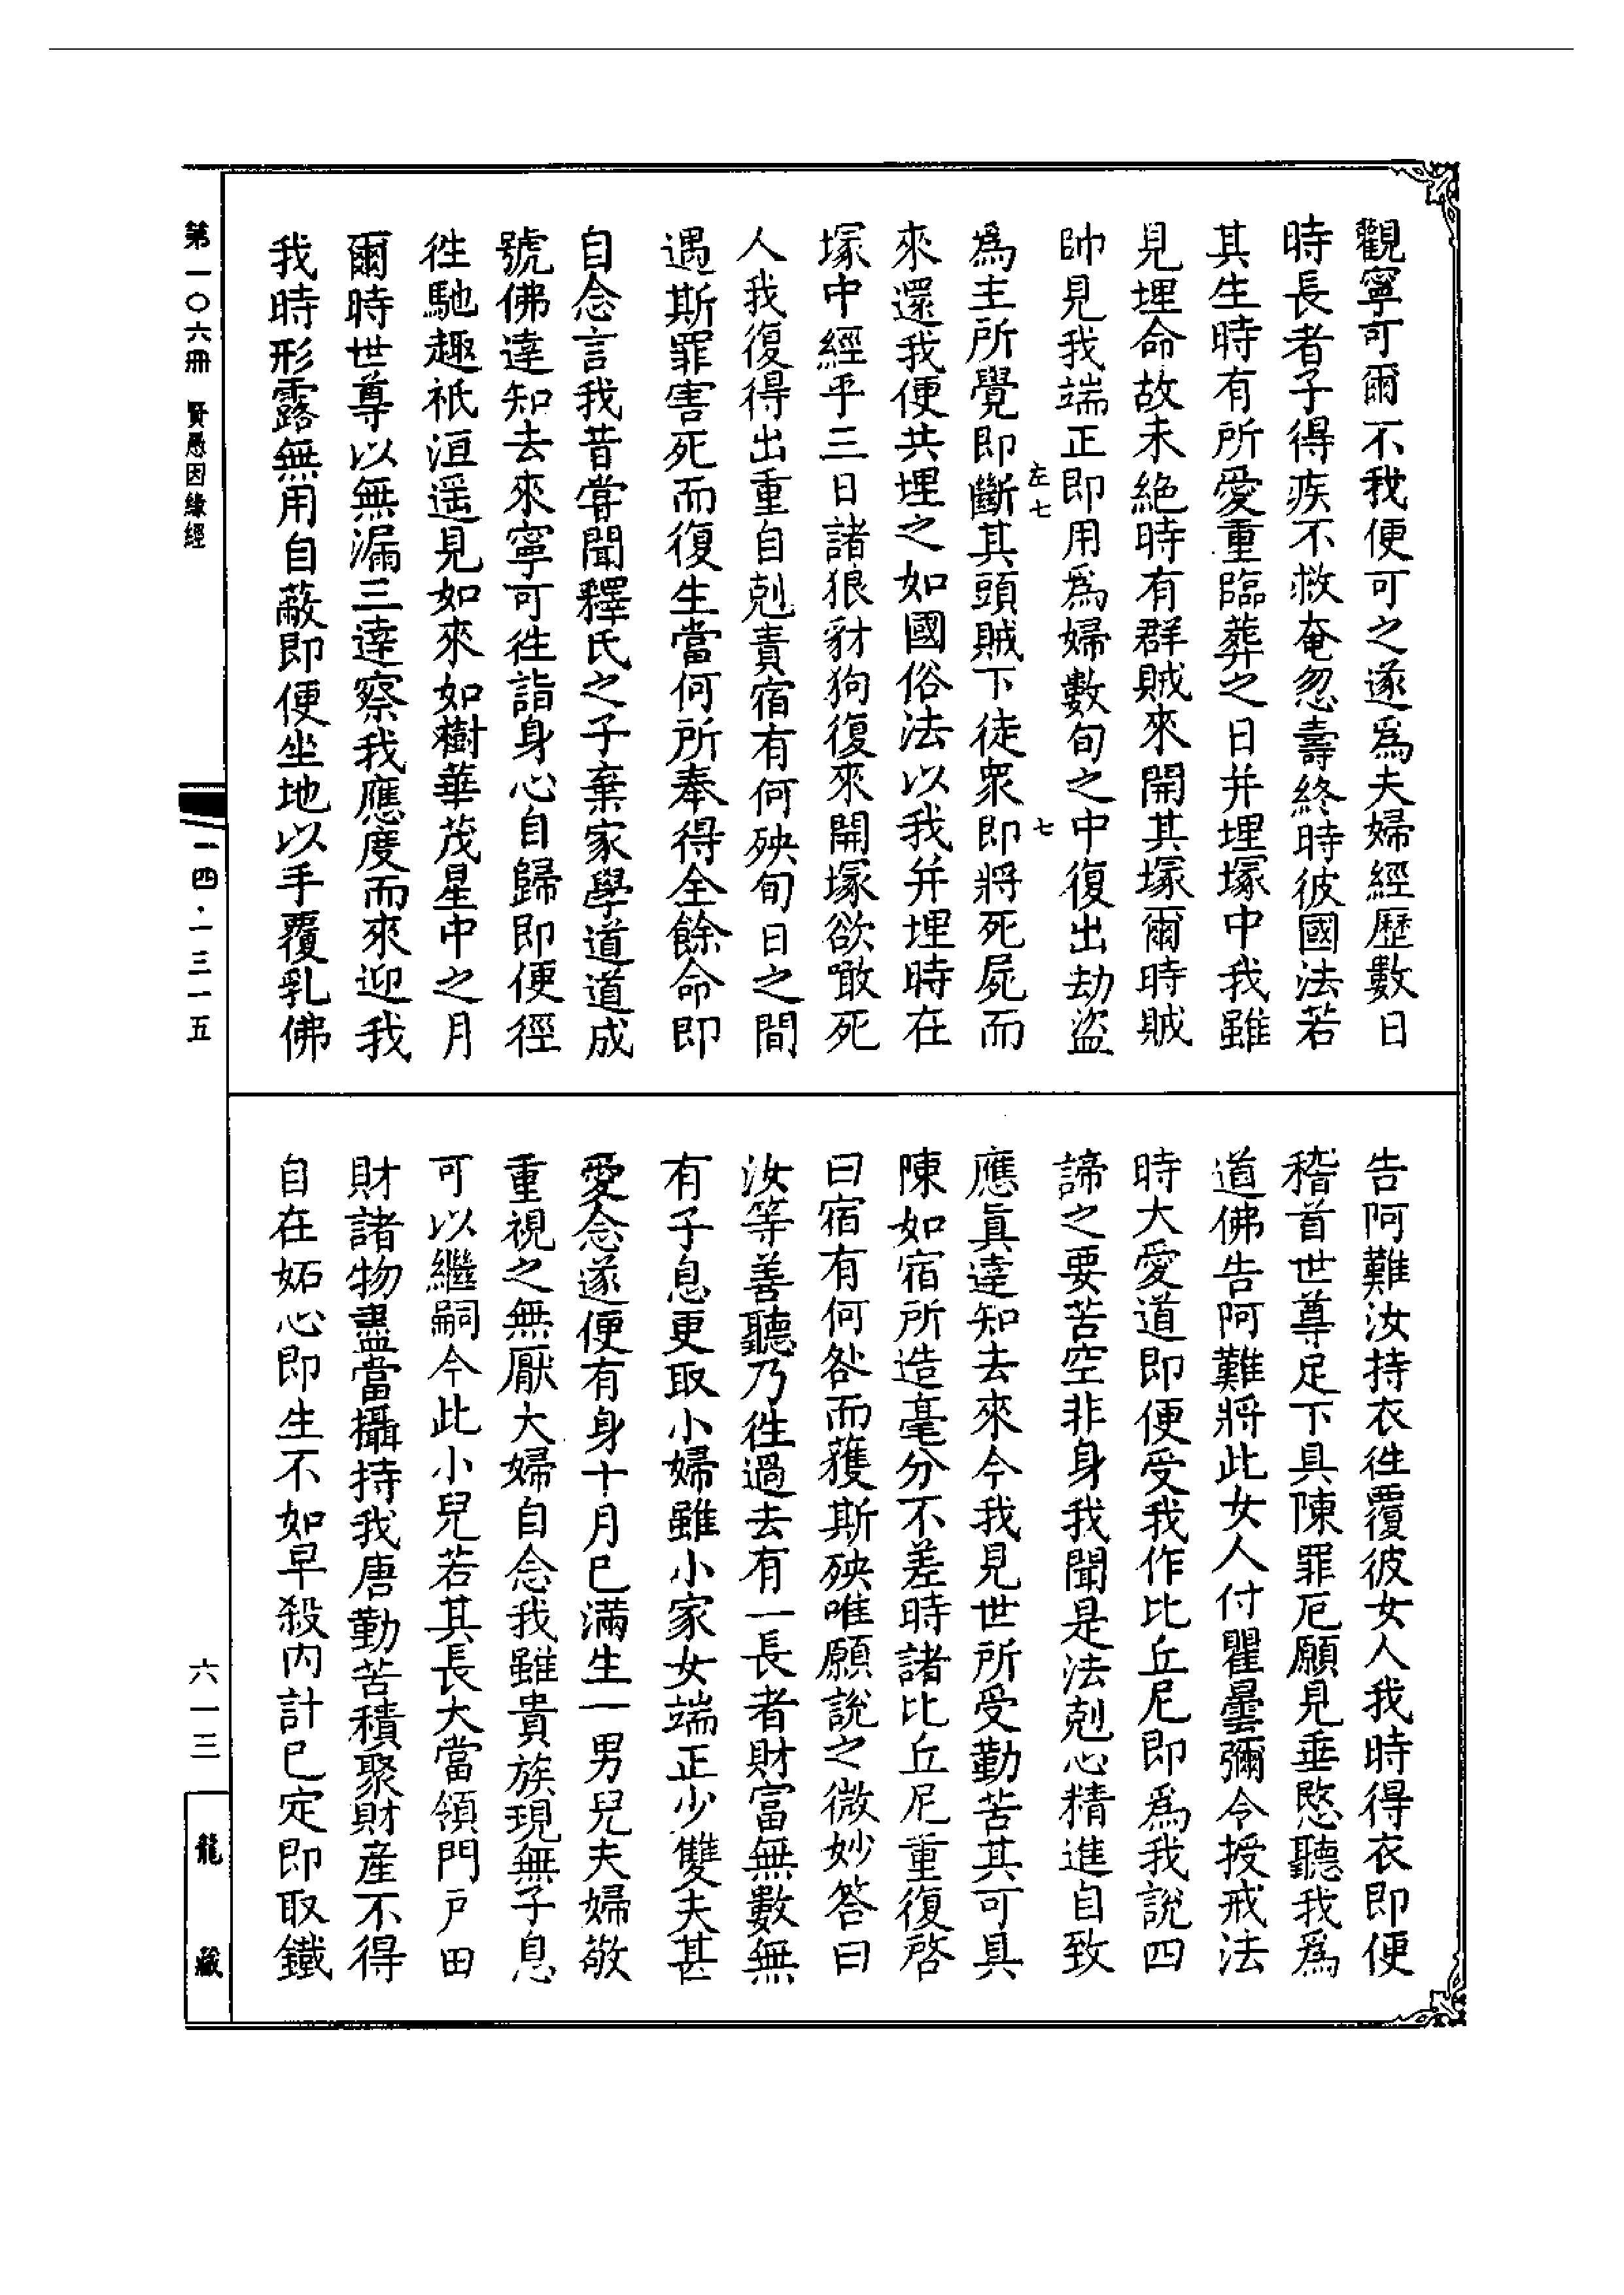 觀寧可爾不我便可之遂為夫婦經歷數日
時長者子得疾不救奄忽壽終時彼國法若
其生時有所愛重臨葬之日并埋塚中我雖
見埋命故未絕時有群賊來開其塚爾時賊
帥見我端正即用為婦數旬之中復出劫盜
為主所覺即斷其頭賊下徒衆即將死屍而
左七
七
來還我便共埋之如國俗法以我并埋時在
塚中經乎三日諸狼豺狗復來開塚欲噉死
人我復得出重自剋責宿有何殃旬日之間
遇斯罪害死而復生當何所奉得全餘命即
自念言我昔甞聞釋氏之子棄家學道道成
號佛達知去來寧可往詣身心自歸即便徑
往馳趣祇洹遥見如來如樹華茂星中之月
爾時世尊以無漏三達察我應度而來迎我
我時形露無用自蔽即便坐地以手覆乳佛
告阿難汝持衣往覆彼女人我時得衣即便
稽首世尊足下具陳罪厄願見垂愍聽我為
道佛告阿難將此女人付瞿曇彌令授戒法
時大愛道即便受我作比丘尼即為我說四
諦之要苦空非身我聞是法剋心精進自致
應真達知去來今我見世所受勤苦其可具
陳如宿所造毫分不差時諸比丘尼重復啓
曰宿有何咎而獲斯殃唯願說之微妙答曰
汝等善聽乃往過去有一長者財富無數無
有子息更取小婦雖小家女端正少雙夫甚
愛念遂便有身十月已滿生一男兒夫婦敬
重視之無厭大婦自念我雖貴族現無子息
可以繼嗣今此小兒若其長大當領門戶田
財諸物盡當攝持我唐勤苦積聚財産不得
自在妬心即生不如早殺内計已定即取鐵
第一〇六冊 賢愚因緣經
一四·一三一五
六一三
龍藏